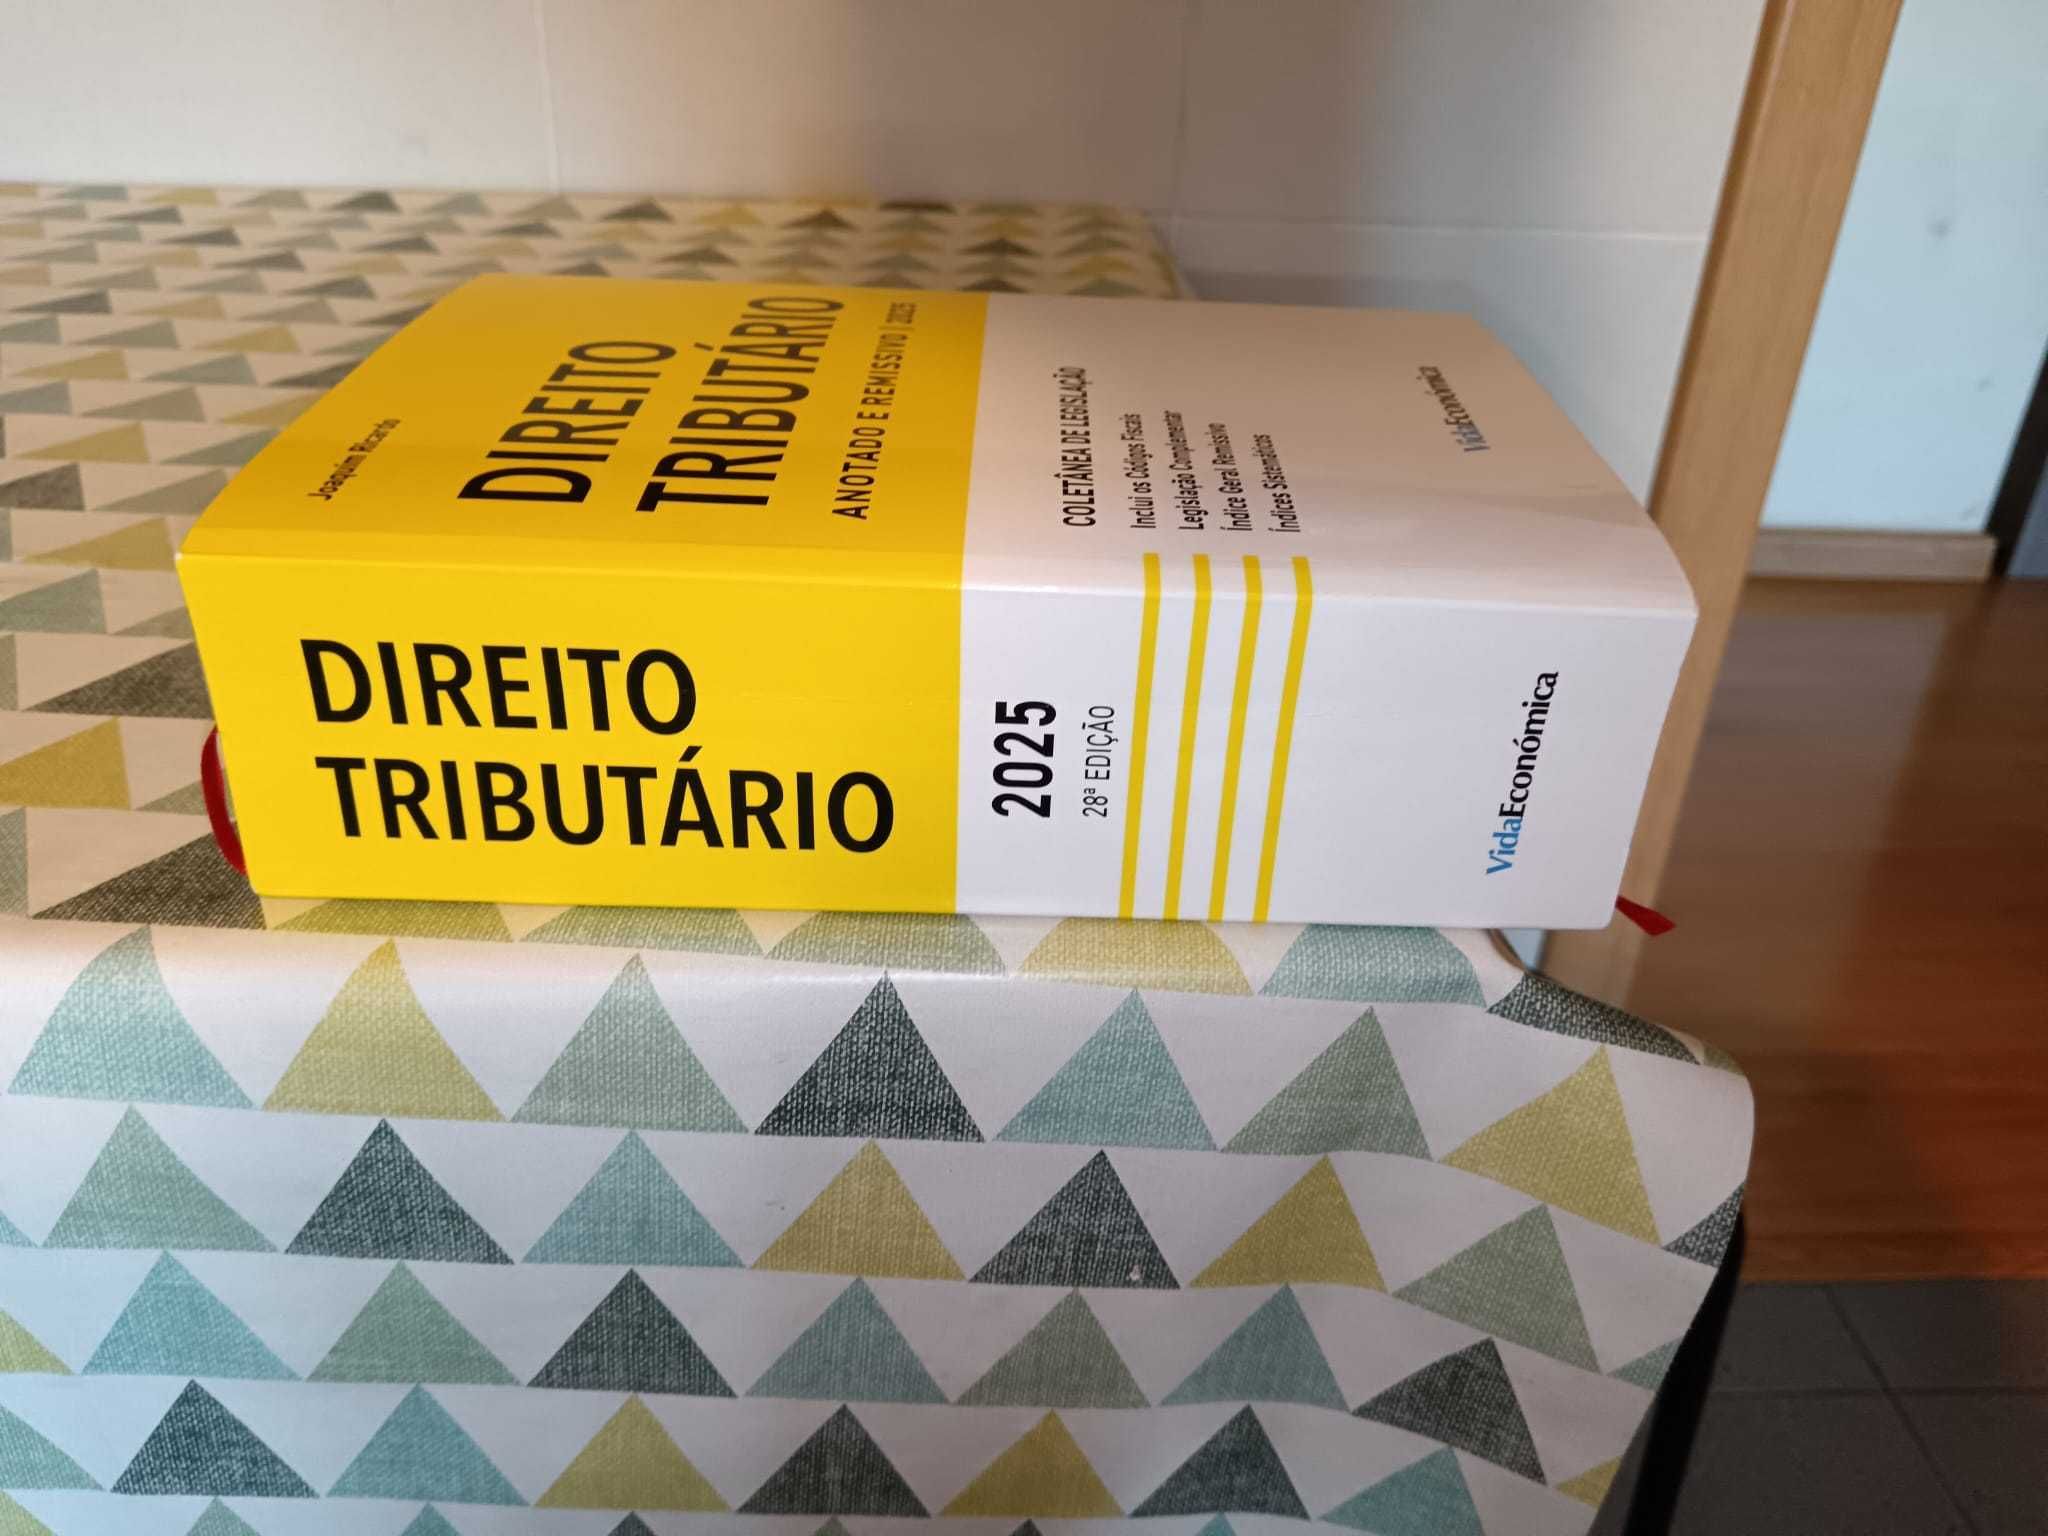 Joaquim Ricardo
DIREITO
TRIBUTÁRIO
ANOTADO E REMISSIVO | 2025
COLETÂNEA DE LEGISLAÇÃO
Inclui os Códigos Fiscais
Legislação Complementar
Índice Geral Remissivo
Índices Sistemáticos
VidaEconómica
DIREITO
TRIBUTÁRIO
2025
28ª EDIÇÃO
VidaEconómica